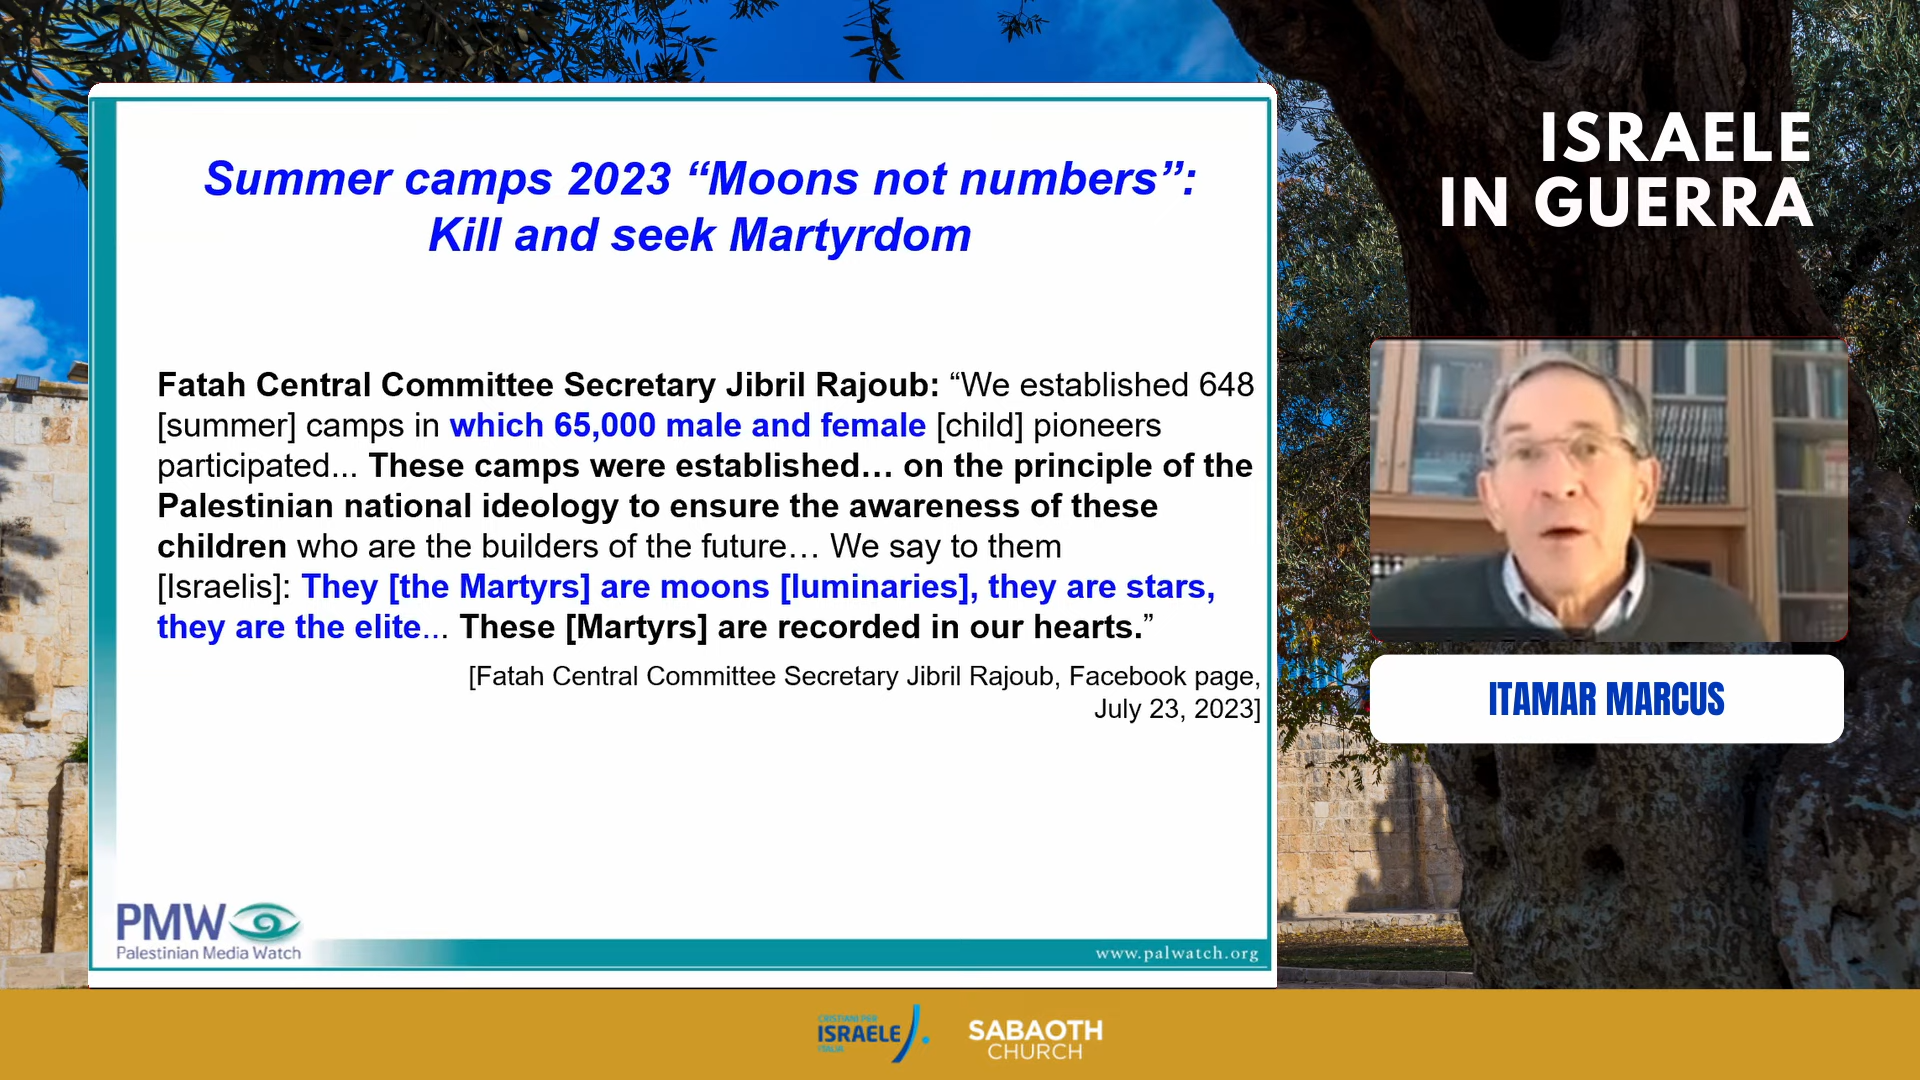 Summer camps 2023 “Moons not numbers”:
Kill and seek Martyrdom
Fatah Central Committee Secretary Jibril Rajoub: “We established 648
[summer] camps in which 65,000 male and female [child] pioneers
participated... These camps were established… on the principle of the
Palestinian national ideology to ensure the awareness of these
children who are the builders of the future… We say to them
[Israelis]: They [the Martyrs] are moons [luminaries], they are stars,
they are the elite... These [Martyrs] are recorded in our hearts.”
[Fatah Central Committee Secretary Jibril Rajoub, Facebook page,
July 23, 2023]
PMW
Palestinian Media Watch
www.palwatch.org
ISRAELE
IN GUERRA
ITAMAR MARCUS
CRISTIANI PER
ISRAELE
ITALIA
SABAOTH
CHURCH